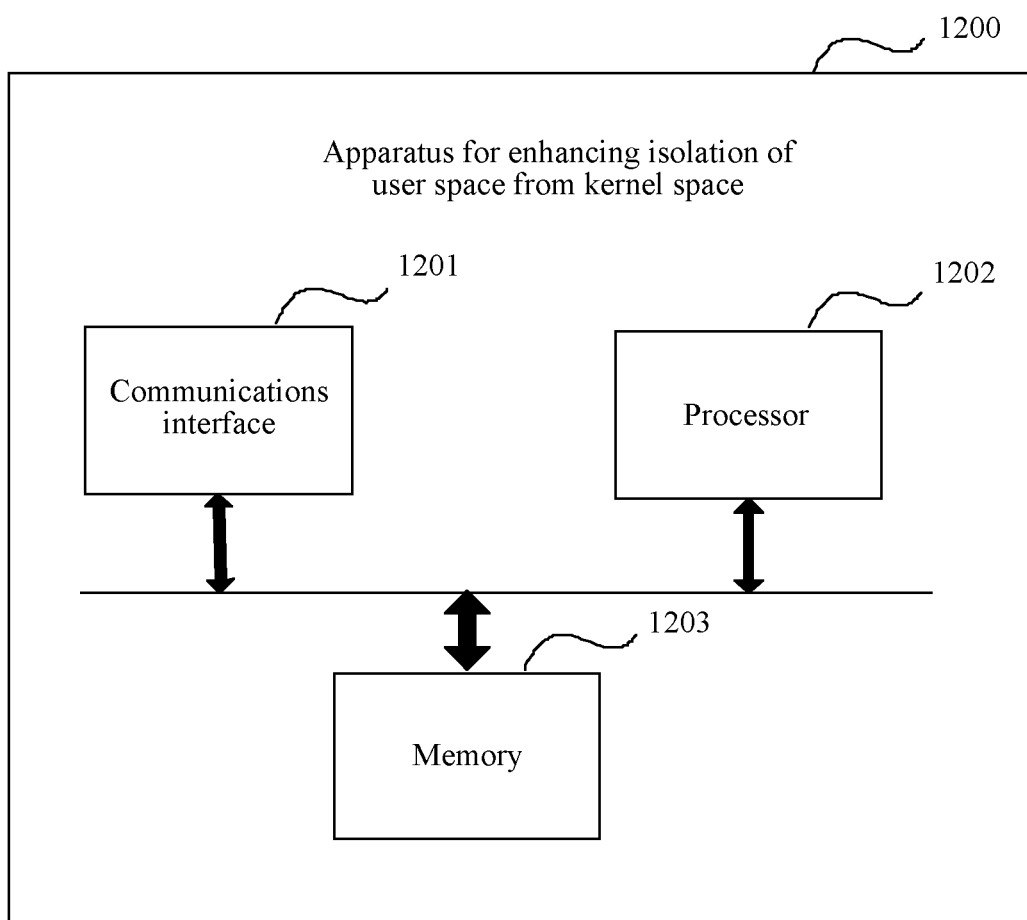 1200
Apparatus for enhancing isolation of
user space from kernel space
1201
1202
Communications
interface
Processor
1203
Memory